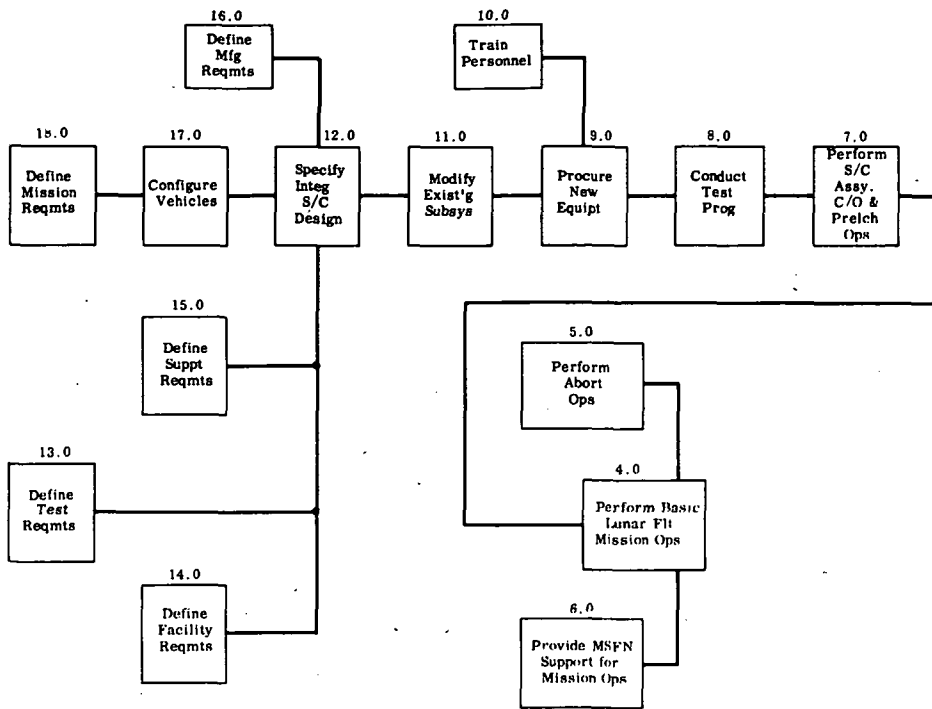 16.0
Define
Mfg
Reqmts
10.0
Train
Personnel
18.0
Define
Mission
Reqmts
17.0
Configure
Vehicles
12.0
Specify
Integ
S/C
Design
11.0
Modify
Exist'g
Subsys
9.0
Procure
New
Equipt
8.0
Conduct
Test
Prog
7.0
Perform
S/C
Assy.
C/O &
Prelch
Ops
15.0
Define
Suppt
Reqmts
5.0
Perform
Abort
Ops
13.0
Define
Test
Reqmts
4.0
Perform Basic
Lunar Flt
Mission Ops
14.0
Define
Facility
Reqmts
6.0
Provide MSFN
Support for
Mission Ops